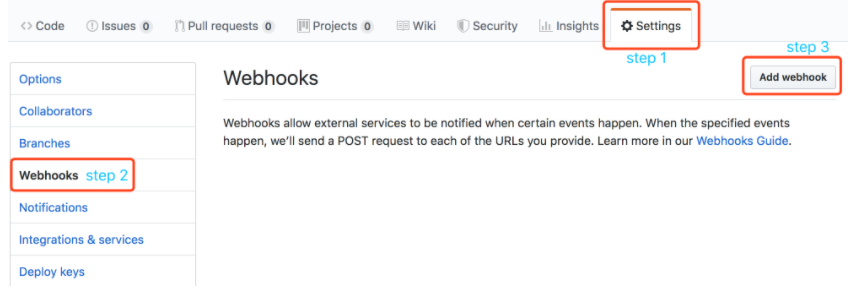 Code Issues 0 Pull requests 0 Projects 0 Wiki Security Insights Settings
step 1
step 3
Options
Webhooks
Add webhook
Collaborators
Webhooks allow external services to be notified when certain events happen. When the specified events
happen, we'll send a POST request to each of the URLs you provide. Learn more in our Webhooks Guide.
Branches
Webhooks step 2
Notifications
Integrations & services
Deploy keys